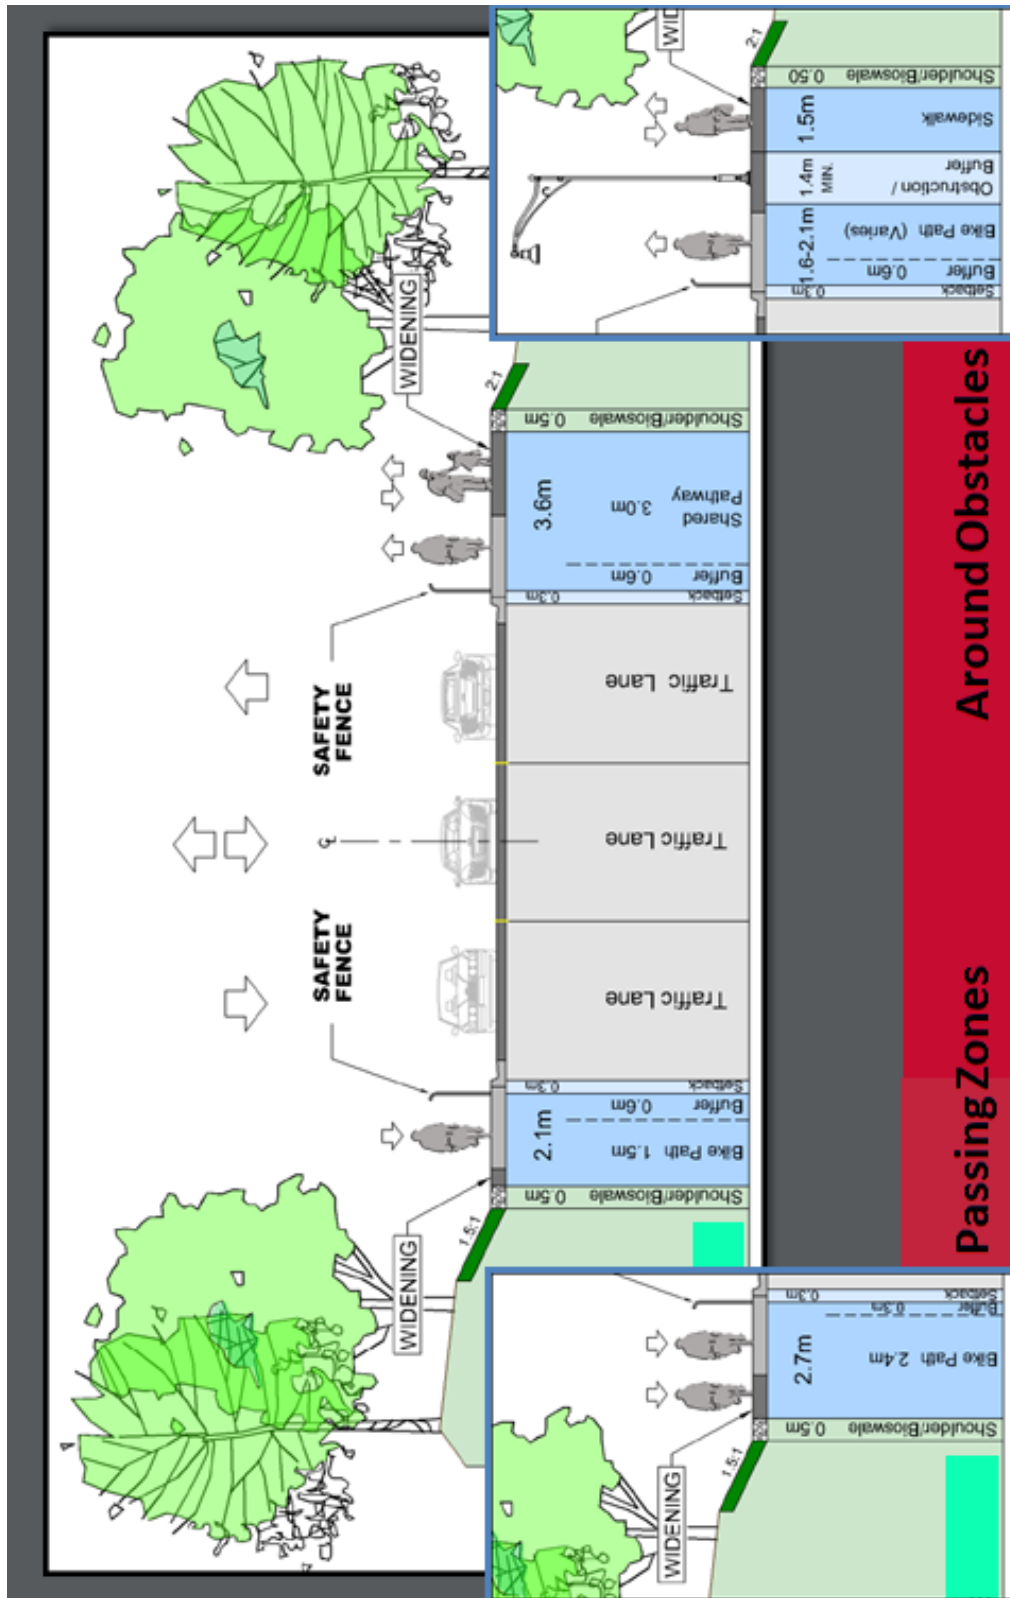 WIDENING
SAFETY
FENCE
℄
SAFETY
FENCE
WIDENING
1.5:1
2:1
2.1m
3.6m
Shoulder/Bioswale 0.5m
Bike Path 1.5m
Buffer 0.6m
Setback 0.3m
Traffic Lane
Traffic Lane
Traffic Lane
Setback 0.3m
Buffer 0.6m
Shared
Pathway 3.0m
Shoulder/Bioswale 0.5m
WIDENING
1.5:1
2.7m
Shoulder/Bioswale 0.5m
Bike Path 2.4m
Buffer 0.3m
Setback 0.3m
Passing Zones
Around Obstacles
WID
2:1
1.6-2.1m
1.4m
MIN.
1.5m
Setback 0.3m
Buffer 0.6m
Bike Path (Varies)
Obstruction /
Buffer
Sidewalk
Shoulder/Bioswale 0.50